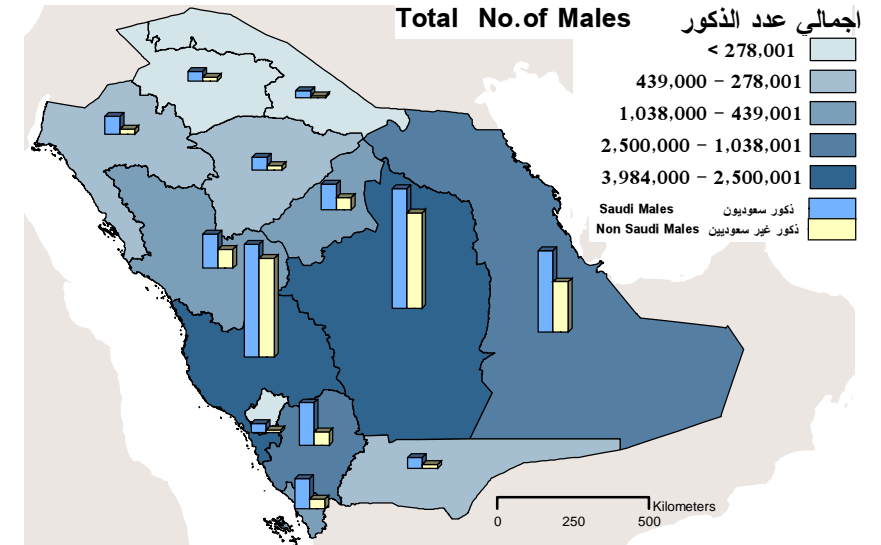 Total No.of Males اجمالي عدد الذكور
< 278,001
439,000 – 278,001
1,038,000 – 439,001
2,500,000 – 1,038,001
3,984,000 – 2,500,001
Saudi Males ذكور سعوديون
Non Saudi Males ذكور غير سعوديين
Kilometers
0 250 500